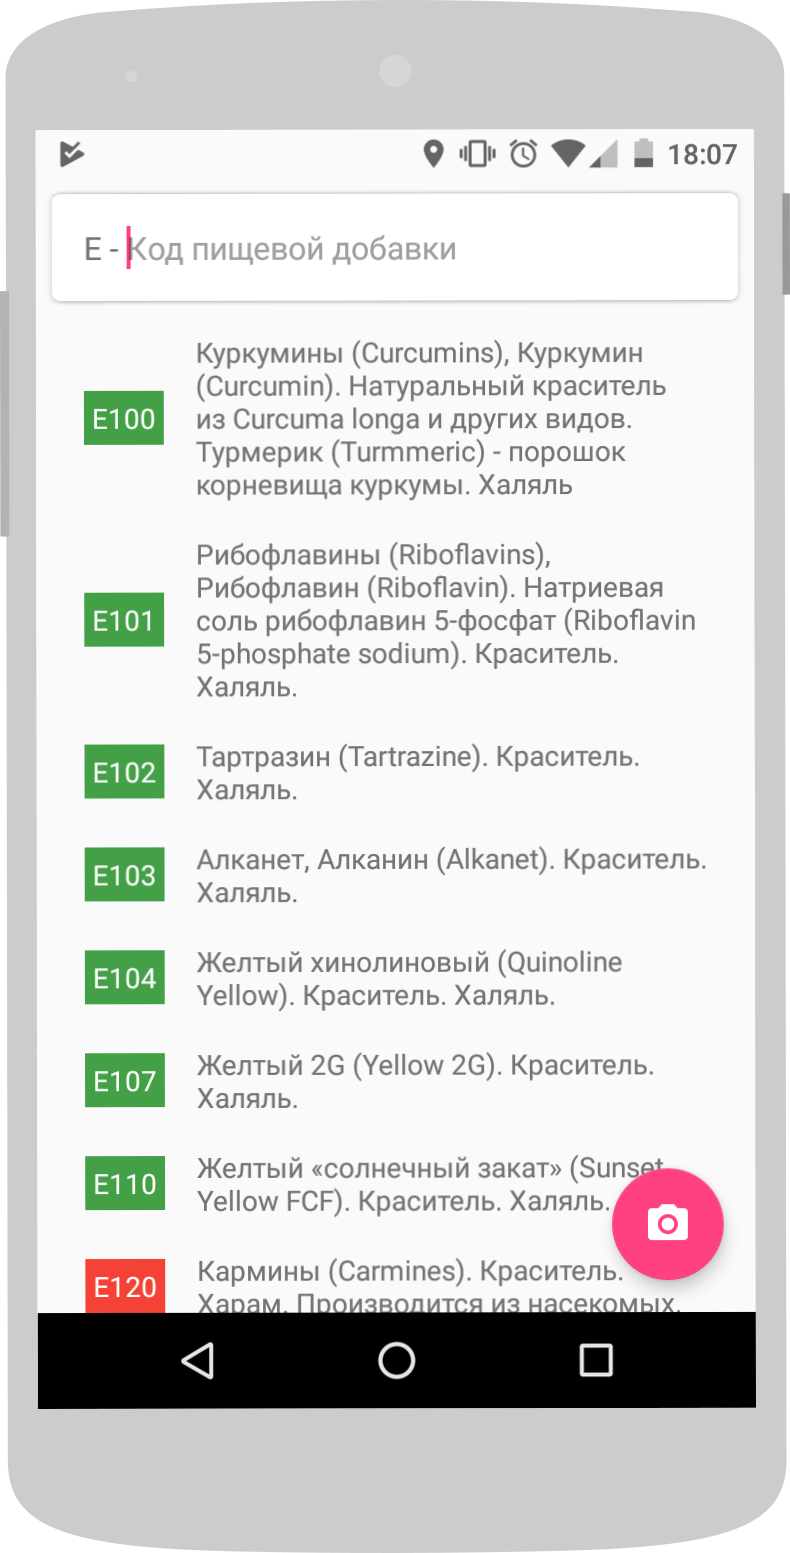 18:07
E - Код пищевой добавки
E100
Куркумины (Curcumins), Куркумин
(Curcumin). Натуральный краситель
из Curcuma longa и других видов.
Турмерик (Turmmeric) - порошок
корневища куркумы. Халяль
E101
Рибофлавины (Riboflavins),
Рибофлавин (Riboflavin). Натриевая
соль рибофлавин 5-фосфат (Riboflavin
5-phosphate sodium). Краситель.
Халяль.
E102
Тартразин (Tartrazine). Краситель.
Халяль.
E103
Алканет, Алканин (Alkanet). Краситель.
Халяль.
E104
Желтый хинолиновый (Quinoline
Yellow). Краситель. Халяль.
E107
Желтый 2G (Yellow 2G). Краситель.
Халяль.
E110
Желтый «солнечный закат» (Sunset
Yellow FCF). Краситель. Халяль.
E120
Кармины (Carmines). Краситель.
Харам. Производится из насекомых.